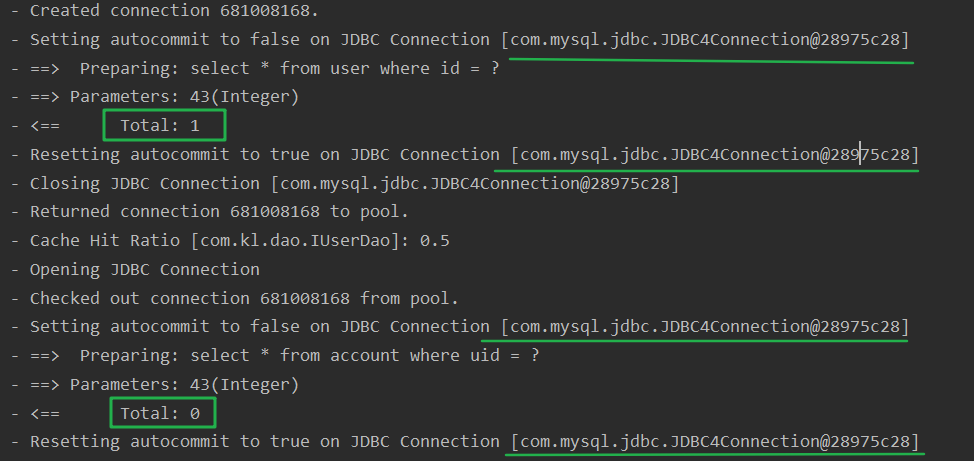 - Created connection 681008168.
- Setting autocommit to false on JDBC Connection [com.mysql.jdbc.JDBC4Connection@28975c28]
- ==>  Preparing: select * from user where id = ?
- ==> Parameters: 43(Integer)
- <==      Total: 1
- Resetting autocommit to true on JDBC Connection [com.mysql.jdbc.JDBC4Connection@28975c28]
- Closing JDBC Connection [com.mysql.jdbc.JDBC4Connection@28975c28]
- Returned connection 681008168 to pool.
- Cache Hit Ratio [com.kl.dao.IUserDao]: 0.5
- Opening JDBC Connection
- Checked out connection 681008168 from pool.
- Setting autocommit to false on JDBC Connection [com.mysql.jdbc.JDBC4Connection@28975c28]
- ==>  Preparing: select * from account where uid = ?
- ==> Parameters: 43(Integer)
- <==      Total: 0
- Resetting autocommit to true on JDBC Connection [com.mysql.jdbc.JDBC4Connection@28975c28]